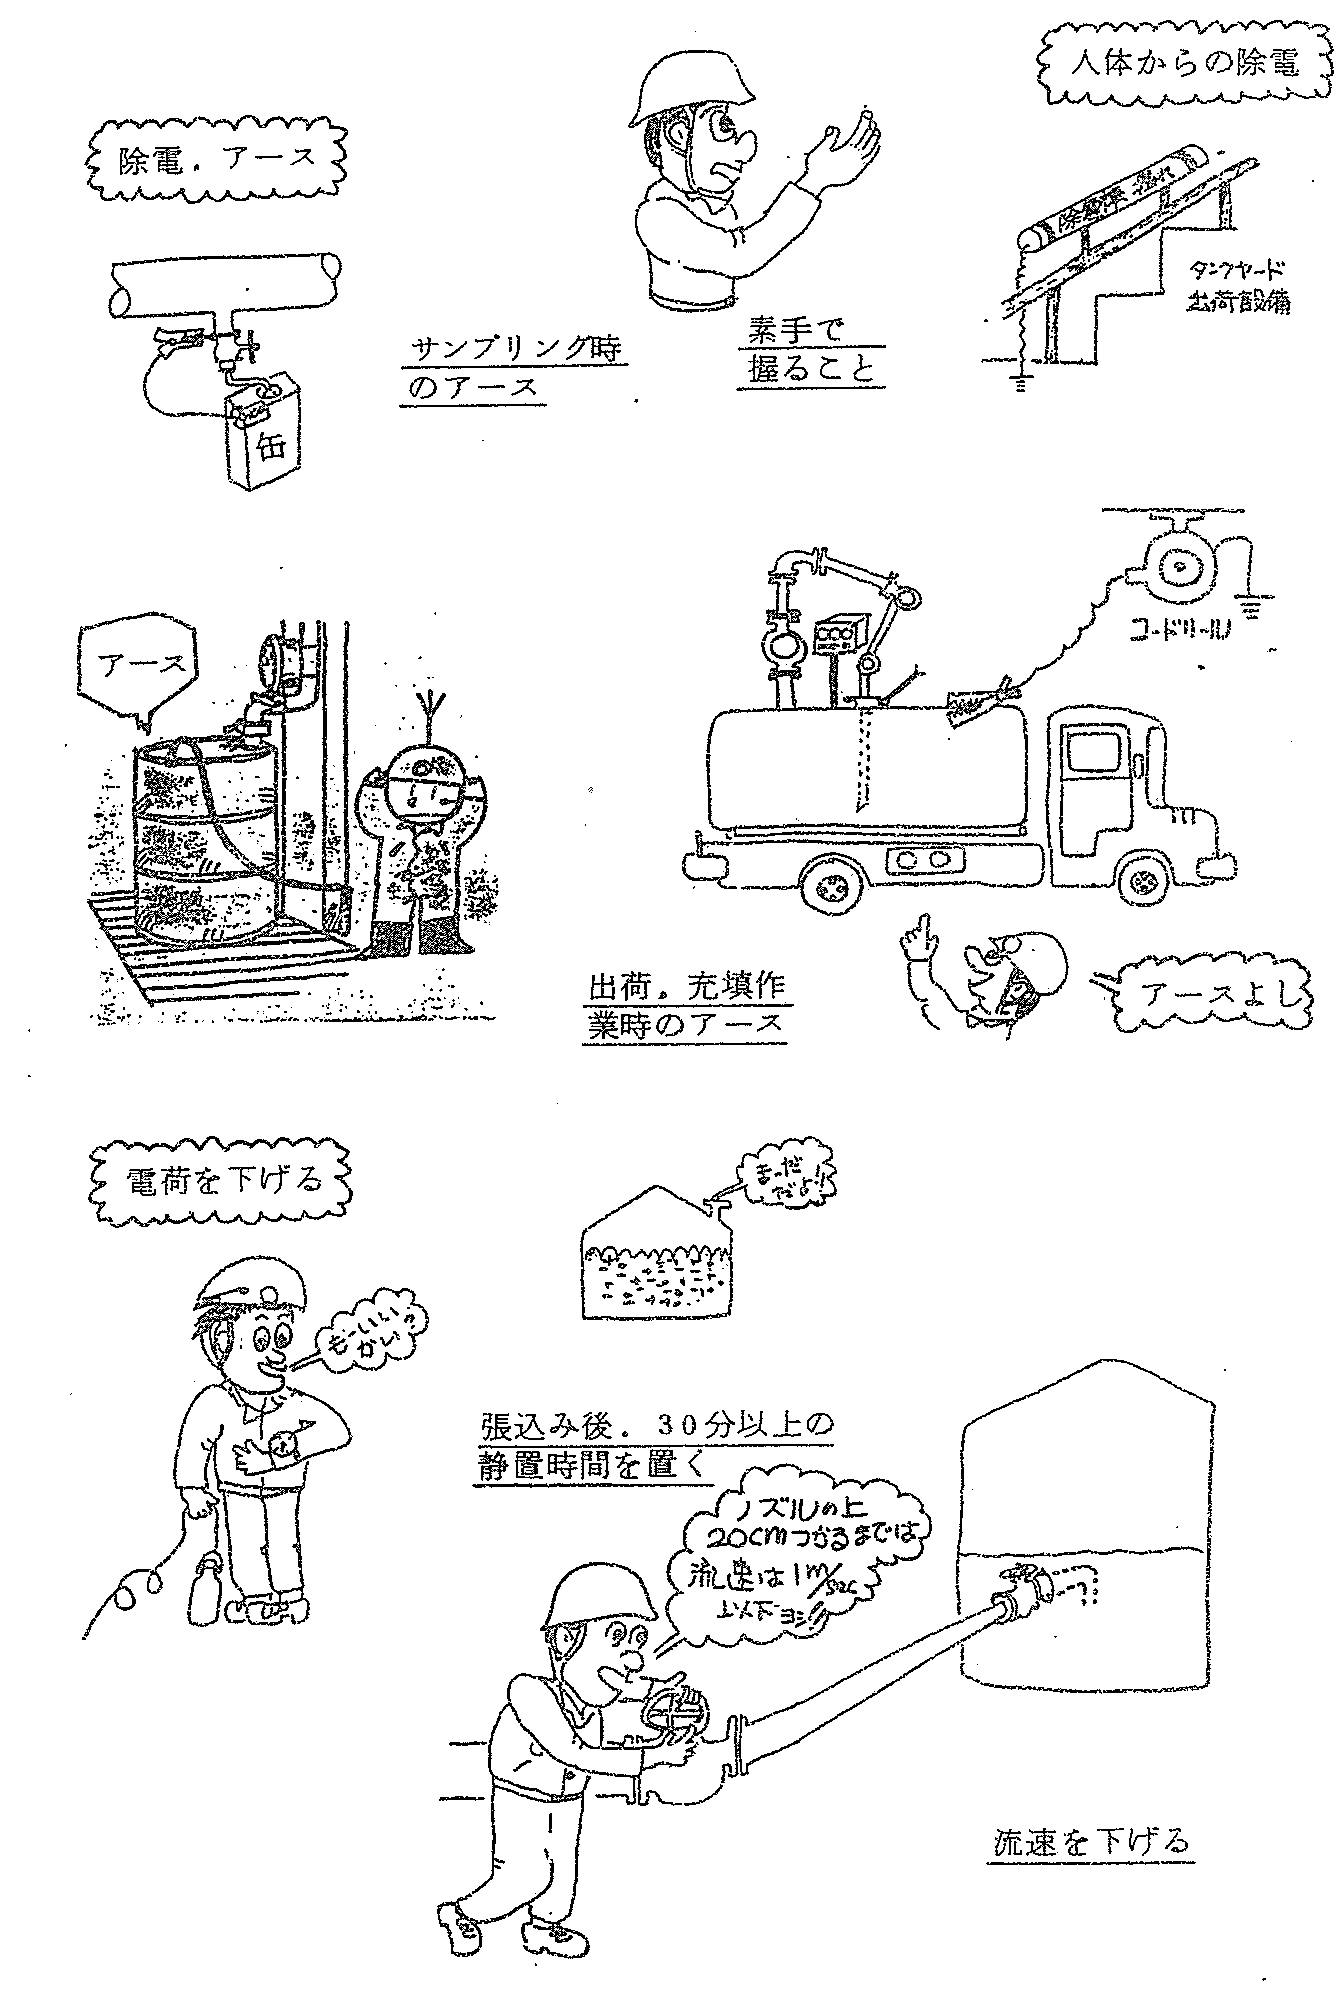 人体からの除電
除電.アース
除電棒 握れ
タンクヤード
出荷設備
サンプリング時
のアース
素手で
握ること
缶
コードリール
アース
出荷.充填作
業時のアース
アースよし
電荷を下げる
まーだ
だよ!!
もーいい
かい?
張込み後.30分以上の
静置時間を置く
ノズルの上
20cmつかるまでは
流速は1m/sec
以下ヨシ!!
流速を下げる